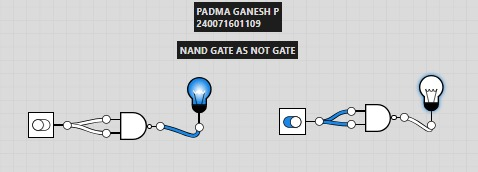 PADMA GANESH P
240071601109
NAND GATE AS NOT GATE